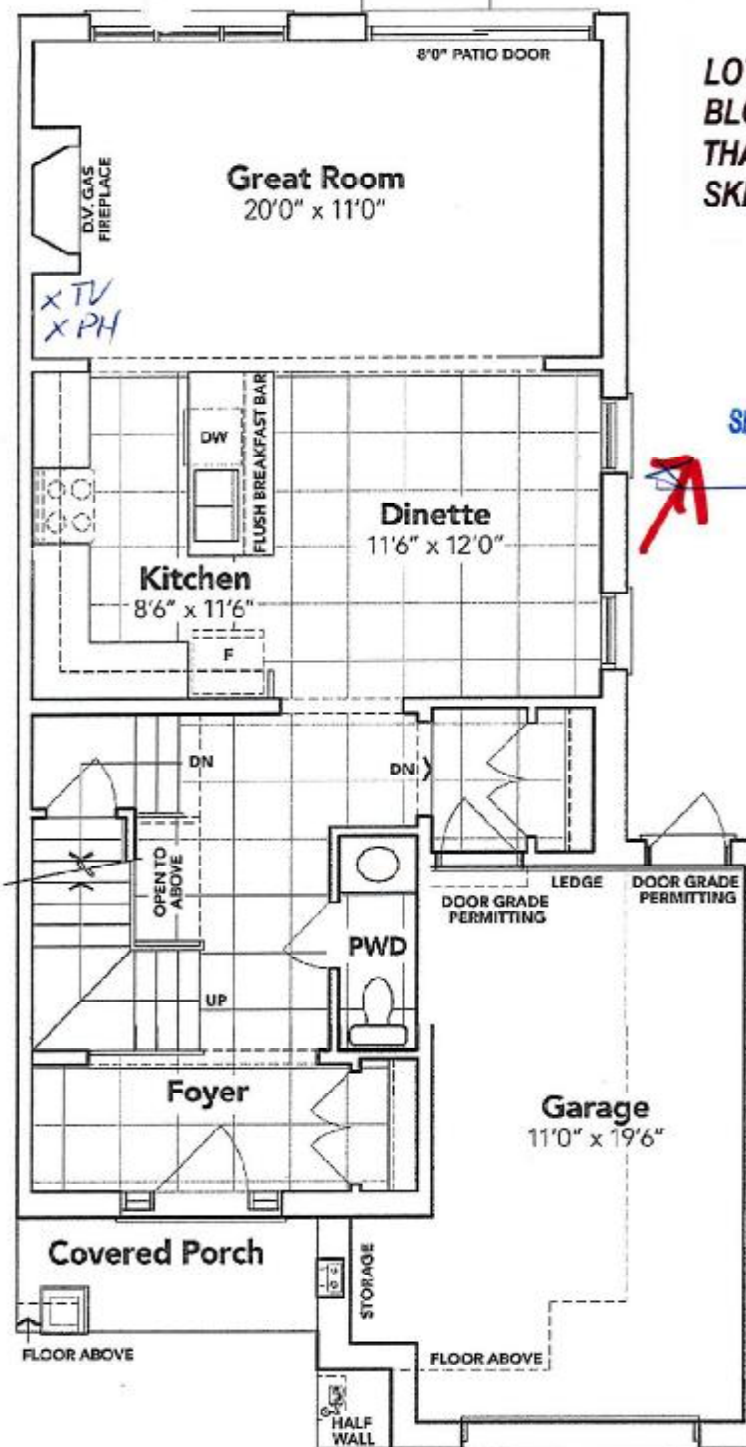 8'0" PATIO DOOR
Great Room
20'0" x 11'0"
D.V. GAS
FIREPLACE
x TV
x PH
DW
FLUSH BREAKFAST BAR
Dinette
11'6" x 12'0"
Kitchen
8'6" x 11'6"
F
DN
DN
OPEN TO
ABOVE
DOOR GRADE
PERMITTING
LEDGE
DOOR GRADE
PERMITTING
PWD
UP
Foyer
Garage
11'0" x 19'6"
Covered Porch
STORAGE
FLOOR ABOVE
FLOOR ABOVE
HALF
WALL